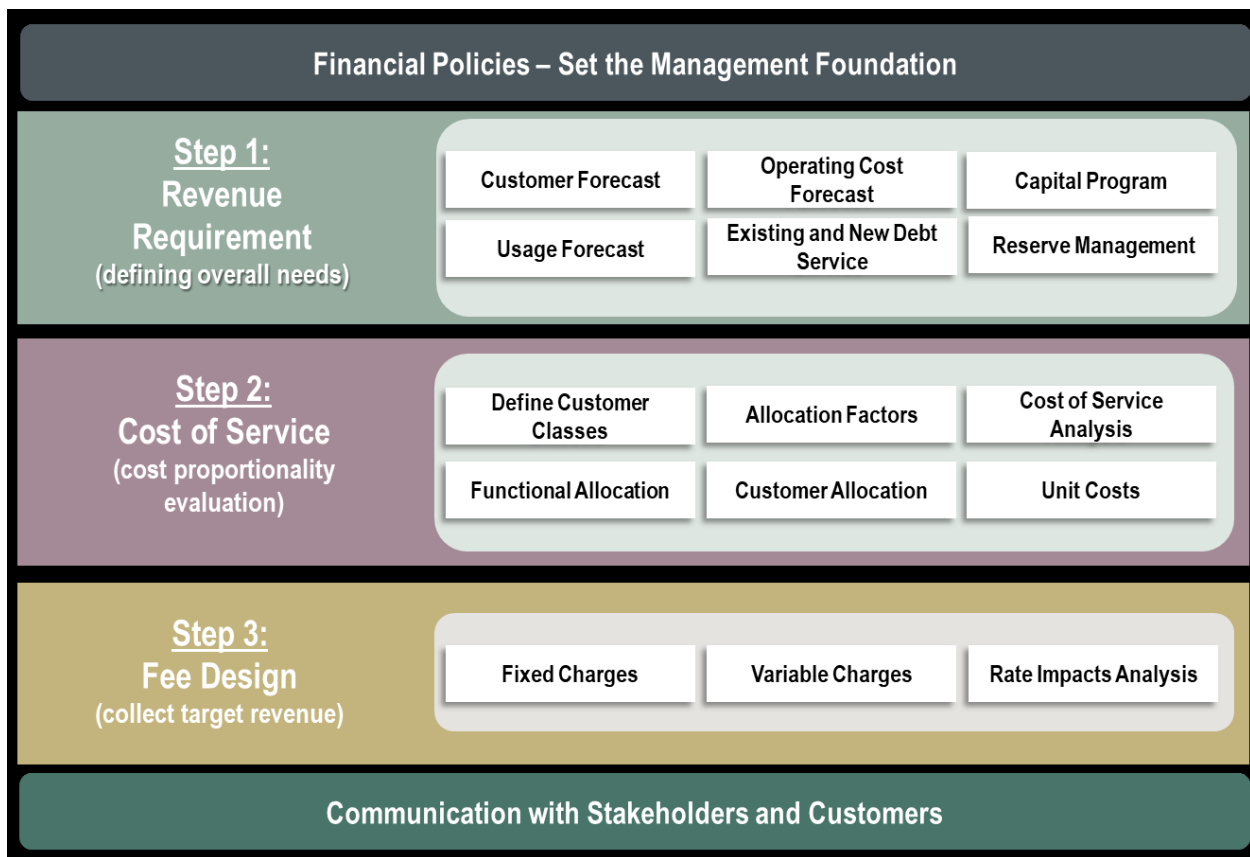 Financial Policies – Set the Management Foundation
Step 1:
Revenue
Requirement
(defining overall needs)
Customer Forecast
Operating Cost
Forecast
Capital Program
Usage Forecast
Existing and New Debt
Service
Reserve Management
Step 2:
Cost of Service
(cost proportionality
evaluation)
Define Customer
Classes
Allocation Factors
Cost of Service
Analysis
Functional Allocation
Customer Allocation
Unit Costs
Step 3:
Fee Design
(collect target revenue)
Fixed Charges
Variable Charges
Rate Impacts Analysis
Communication with Stakeholders and Customers